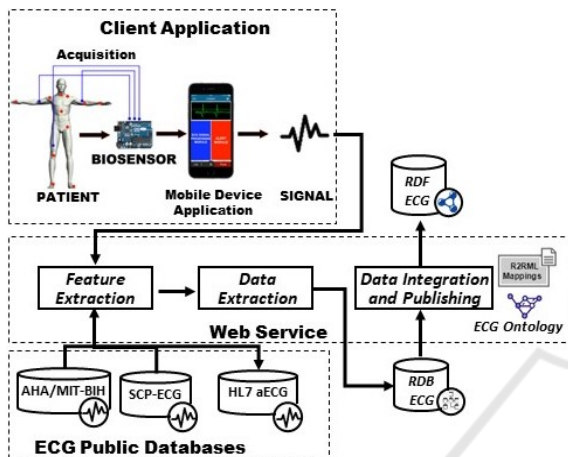 Client Application
Acquisition
BIOSENSOR
PATIENT
Mobile Device
Application
SIGNAL
RDF
ECG
Feature
Extraction
Data
Extraction
Data Integration
and Publishing
R2RML
Mappings
ECG Ontology
Web Service
AHA/MIT-BIH
SCP-ECG
HL7 aECG
RDB
ECG
ECG Public Databases